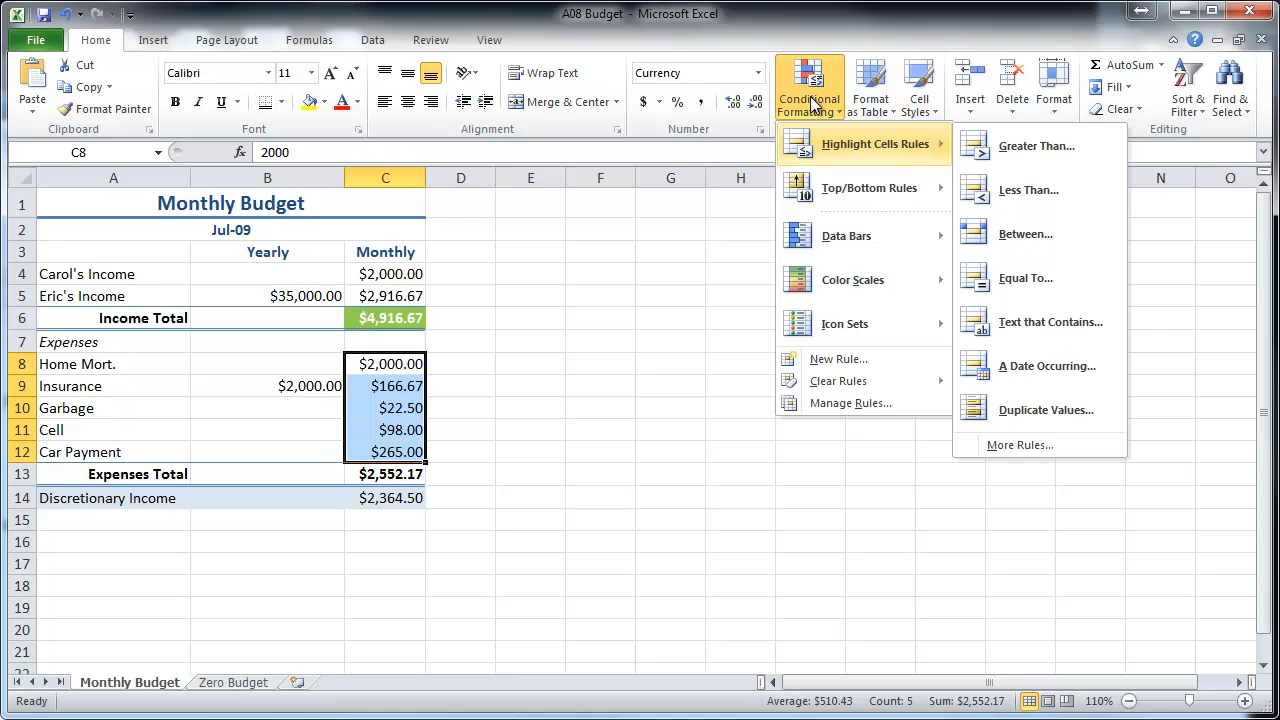 A08 Budget - Microsoft Excel
File Home Insert Page Layout Formulas Data Review View
Paste
Cut
Copy
Format Painter
Clipboard
Calibri 11
B I U
Font
Wrap Text
Merge & Center
Alignment
Currency
$ % ,
Number
Conditional
Formatting
Format
as Table
Cell
Styles
Insert
Delete
Format
AutoSum
Fill
Clear
Sort &
Filter
Find &
Select
Editing
C8 fx 2000
Highlight Cells Rules
Top/Bottom Rules
Data Bars
Color Scales
Icon Sets
New Rule...
Clear Rules
Manage Rules...
Greater Than...
Less Than...
Between...
Equal To...
Text that Contains...
A Date Occurring...
Duplicate Values...
More Rules...
A B C D E F G H N O
1 Monthly Budget
2 Jul-09
3 Yearly Monthly
4 Carol's Income $2,000.00
5 Eric's Income $35,000.00 $2,916.67
6 Income Total $4,916.67
7 Expenses
8 Home Mort. $2,000.00
9 Insurance $2,000.00 $166.67
10 Garbage $22.50
11 Cell $98.00
12 Car Payment $265.00
13 Expenses Total $2,552.17
14 Discretionary Income $2,364.50
15
16
17
18
19
20
21
22
Monthly Budget Zero Budget
Ready Average: $510.43 Count: 5 Sum: $2,552.17 110%